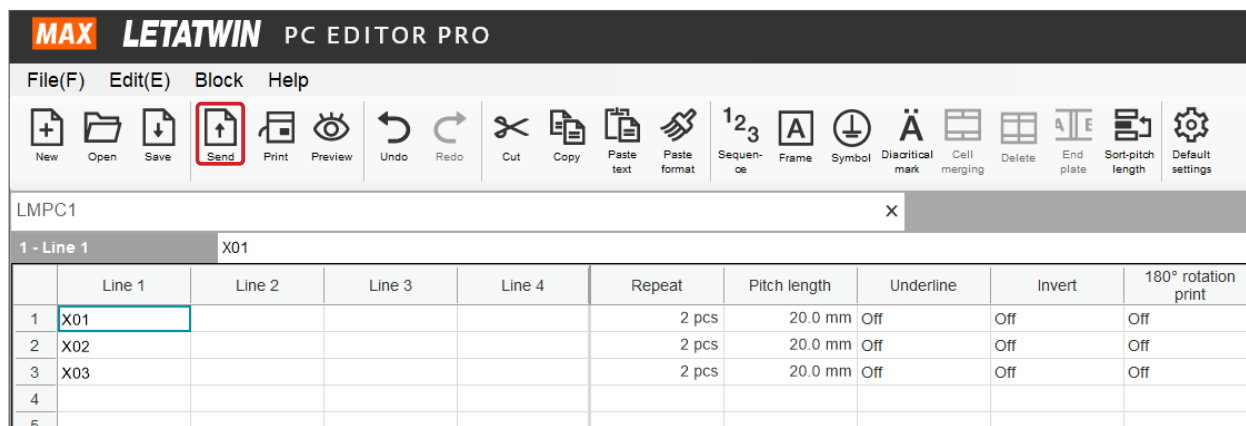 MAX LETATWIN PC EDITOR PRO
File(F) Edit(E) Block Help
New Open Save Send Print Preview Undo Redo Cut Copy Paste text Paste format 1 2 3 Sequen-ce A Frame Symbol Ä Diacritical mark Cell merging Delete A E End plate Sort-pitch length Default settings
LMPC1 ×
1 - Line 1 X01
Line 1 Line 2 Line 3 Line 4 Repeat Pitch length Underline Invert 180° rotation print
1 X01 2 pcs 20.0 mm Off Off Off
2 X02 2 pcs 20.0 mm Off Off Off
3 X03 2 pcs 20.0 mm Off Off Off
4
5